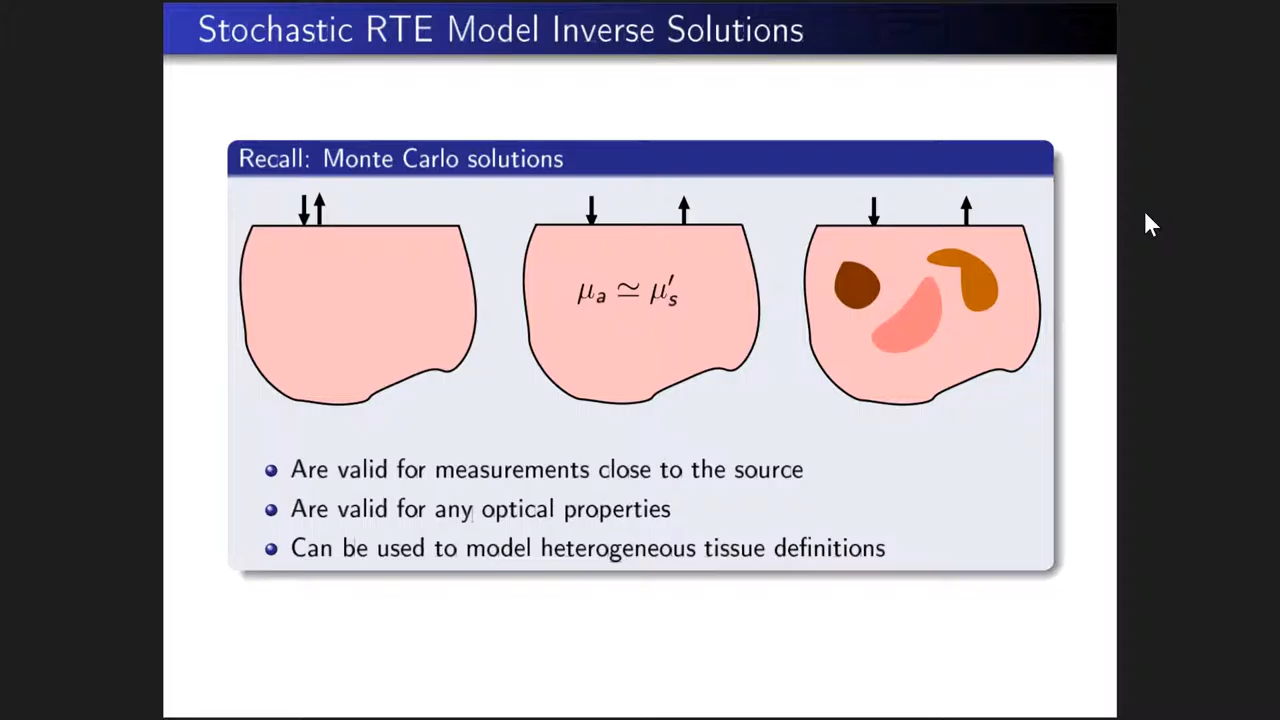 Stochastic RTE Model Inverse Solutions
Recall: Monte Carlo solutions
μₐ ≃ μ′ₛ
Are valid for measurements close to the source
Are valid for any optical properties
Can be used to model heterogeneous tissue definitions